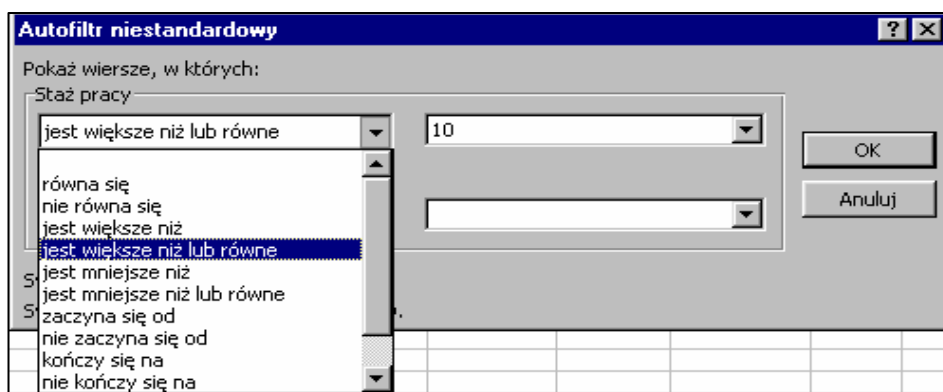 Autofiltr niestandardowy
Pokaż wiersze, w których:
Staż pracy
jest większe niż lub równe
10
OK
Anuluj
równa się
nie równa się
jest większe niż
jest większe niż lub równe
jest mniejsze niż
jest mniejsze niż lub równe
zaczyna się od
nie zaczyna się od
kończy się na
nie kończy się na